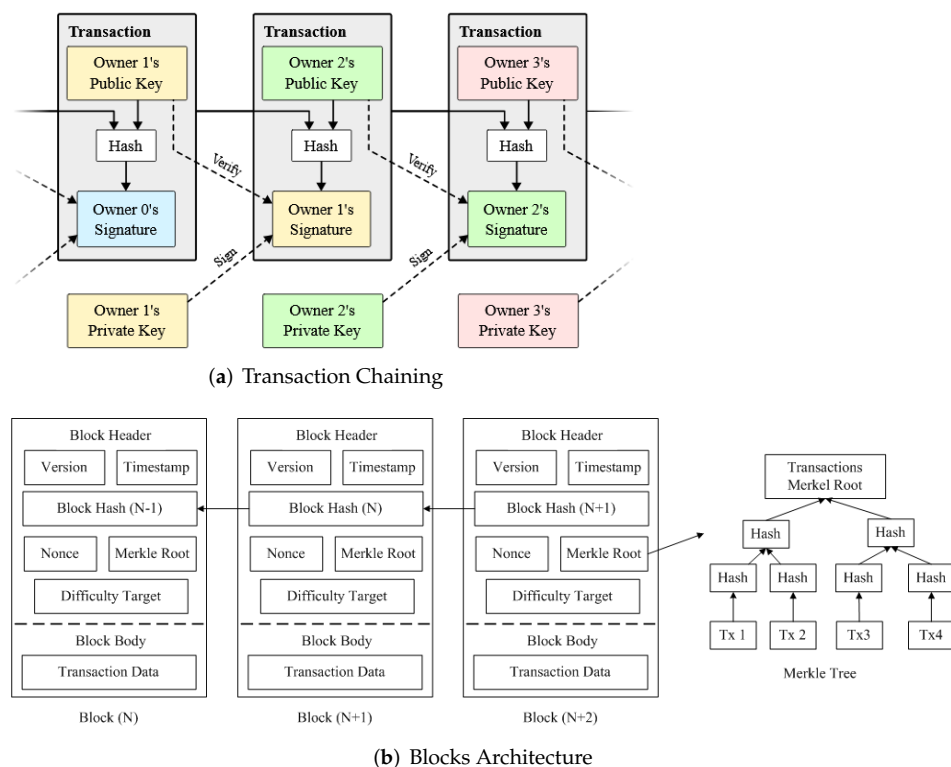 Transaction
Transaction
Transaction
Owner 1's
Public Key
Owner 2's
Public Key
Owner 3's
Public Key
Hash
Hash
Hash
Verify
Verify
Owner 0's
Signature
Owner 1's
Signature
Owner 2's
Signature
Sign
Sign
Owner 1's
Private Key
Owner 2's
Private Key
Owner 3's
Private Key
(a) Transaction Chaining
Block Header
Version
Timestamp
Block Hash (N-1)
Nonce
Merkle Root
Difficulty Target
Block Body
Transaction Data
Block (N)
Block Header
Version
Timestamp
Block Hash (N)
Nonce
Merkle Root
Difficulty Target
Block Body
Transaction Data
Block (N+1)
Block Header
Version
Timestamp
Block Hash (N+1)
Nonce
Merkle Root
Difficulty Target
Block Body
Transaction Data
Block (N+2)
Transactions
Merkel Root
Hash
Hash
Hash
Hash
Hash
Hash
Tx 1
Tx 2
Tx3
Tx4
Merkle Tree
(b) Blocks Architecture